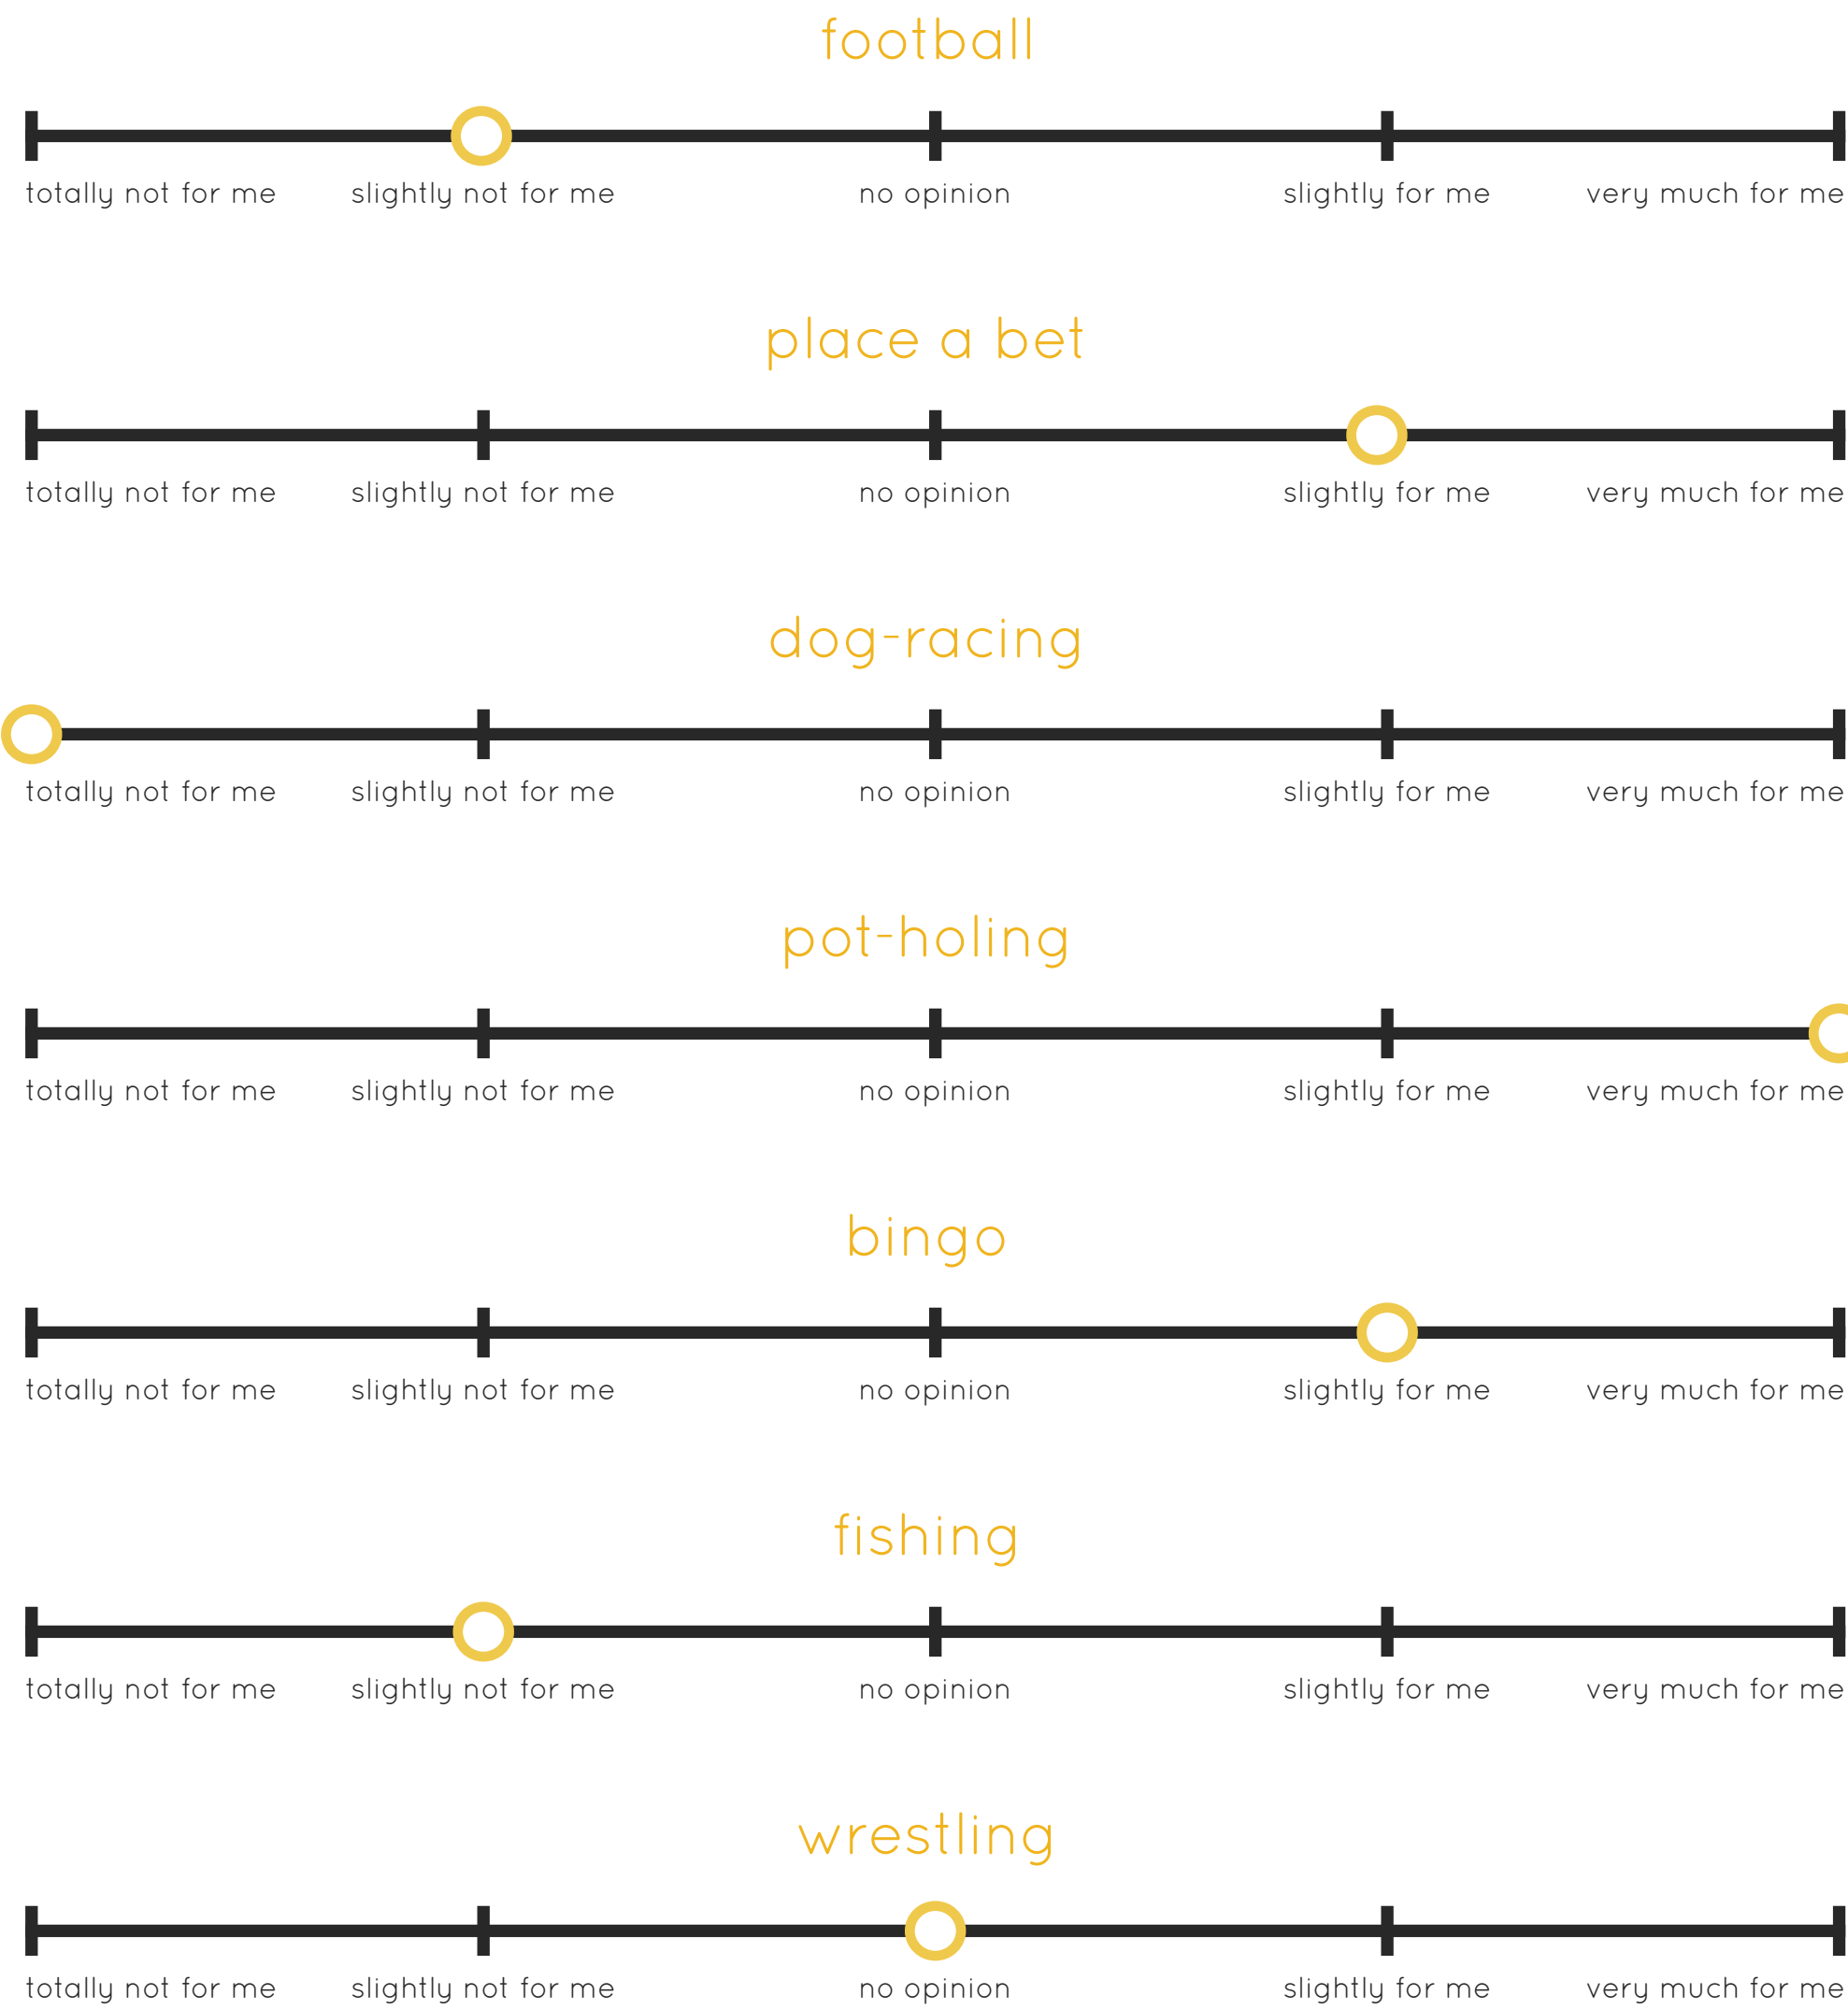 football
totally not for me slightly not for me no opinion slightly for me very much for me
place a bet
totally not for me slightly not for me no opinion slightly for me very much for me
dog-racing
totally not for me slightly not for me no opinion slightly for me very much for me
pot-holing
totally not for me slightly not for me no opinion slightly for me very much for me
bingo
totally not for me slightly not for me no opinion slightly for me very much for me
fishing
totally not for me slightly not for me no opinion slightly for me very much for me
wrestling
totally not for me slightly not for me no opinion slightly for me very much for me